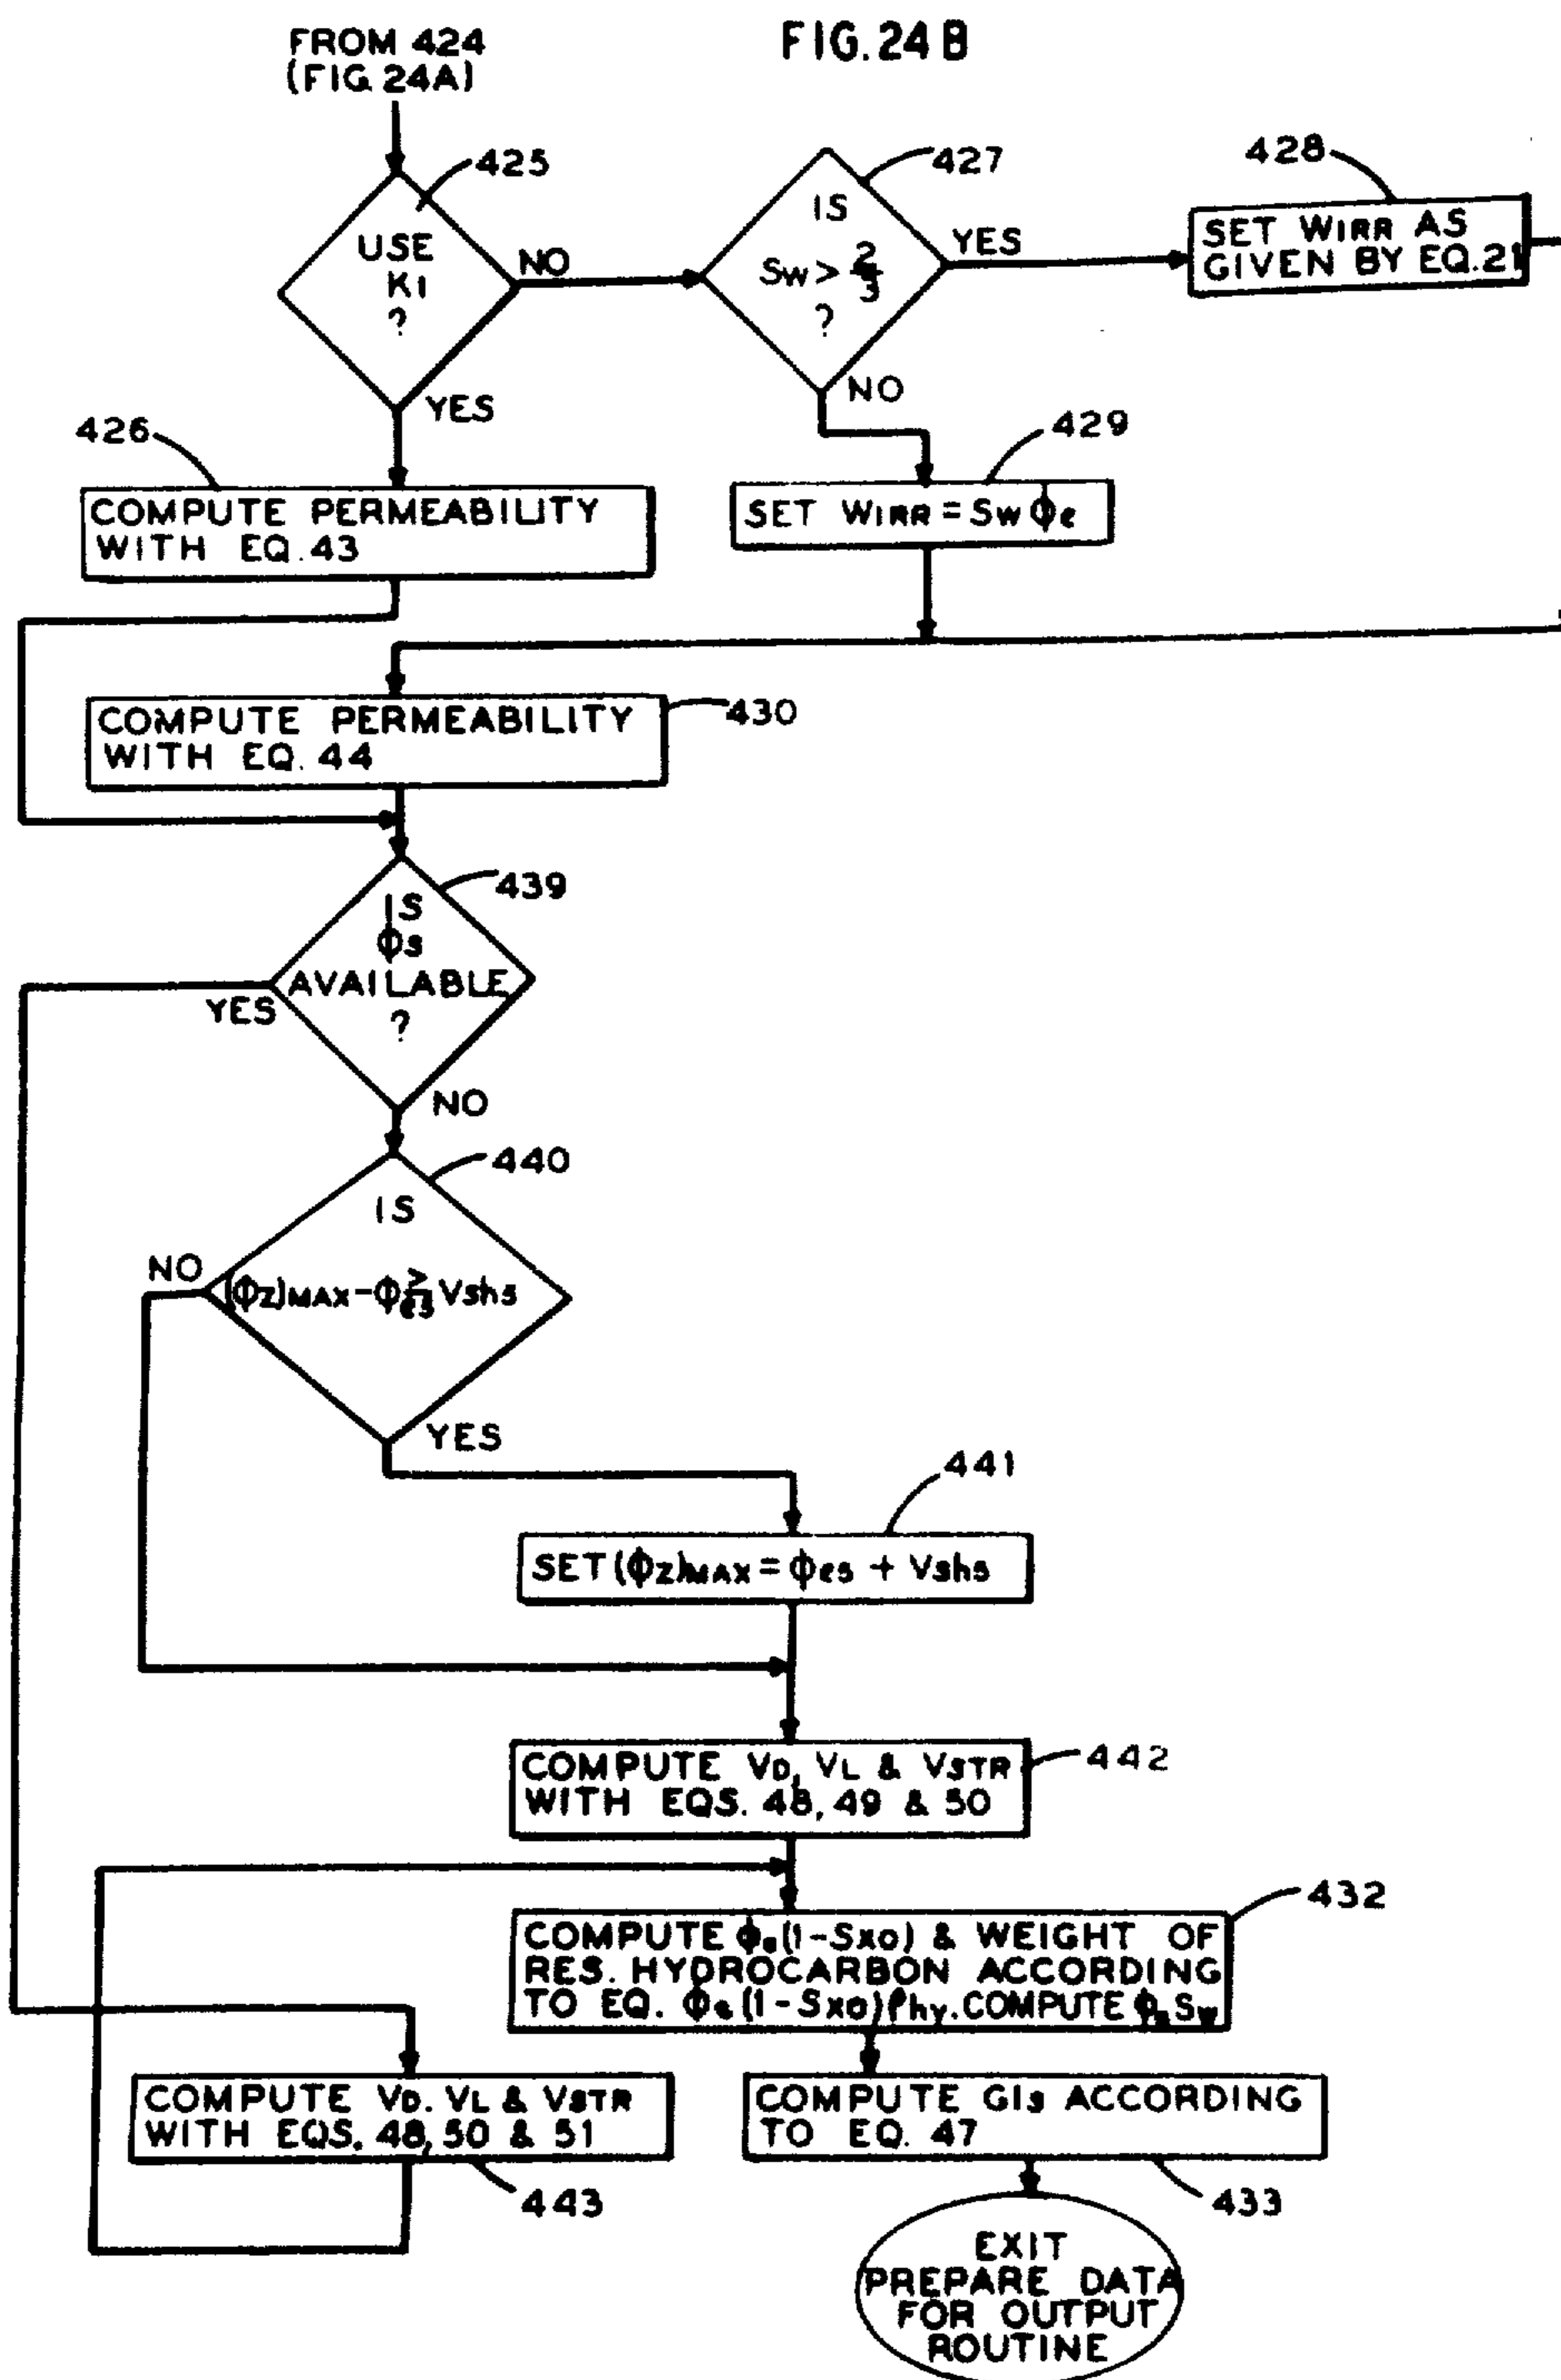 FIG. 24 B
FROM 424
(FIG. 24A)
425
USE
K1
?
NO
YES
427
IS
Sw > 2/3
?
YES
NO
428
SET WIRR AS
GIVEN BY EQ. 21
426
COMPUTE PERMEABILITY
WITH EQ. 43
429
SET WIRR = Sw ϕe
COMPUTE PERMEABILITY
WITH EQ. 44
430
439
IS
ϕs
AVAILABLE
?
YES
NO
440
IS
(ϕz)MAX - ϕes ≥ Vshs
NO
YES
441
SET (ϕz)MAX = ϕes + Vshs
COMPUTE VD, VL & VSTR
WITH EQS. 48, 49 & 50
442
432
COMPUTE ϕe (1-Sxo) & WEIGHT OF
RES. HYDROCARBON ACCORDING
TO EQ. ϕe (1-Sxo) ρhy. COMPUTE ϕe Sw
COMPUTE VD. VL & VSTR
WITH EQS. 48, 50 & 51
443
COMPUTE GIs ACCORDING
TO EQ. 47
433
EXIT
PREPARE DATA
FOR OUTPUT
ROUTINE